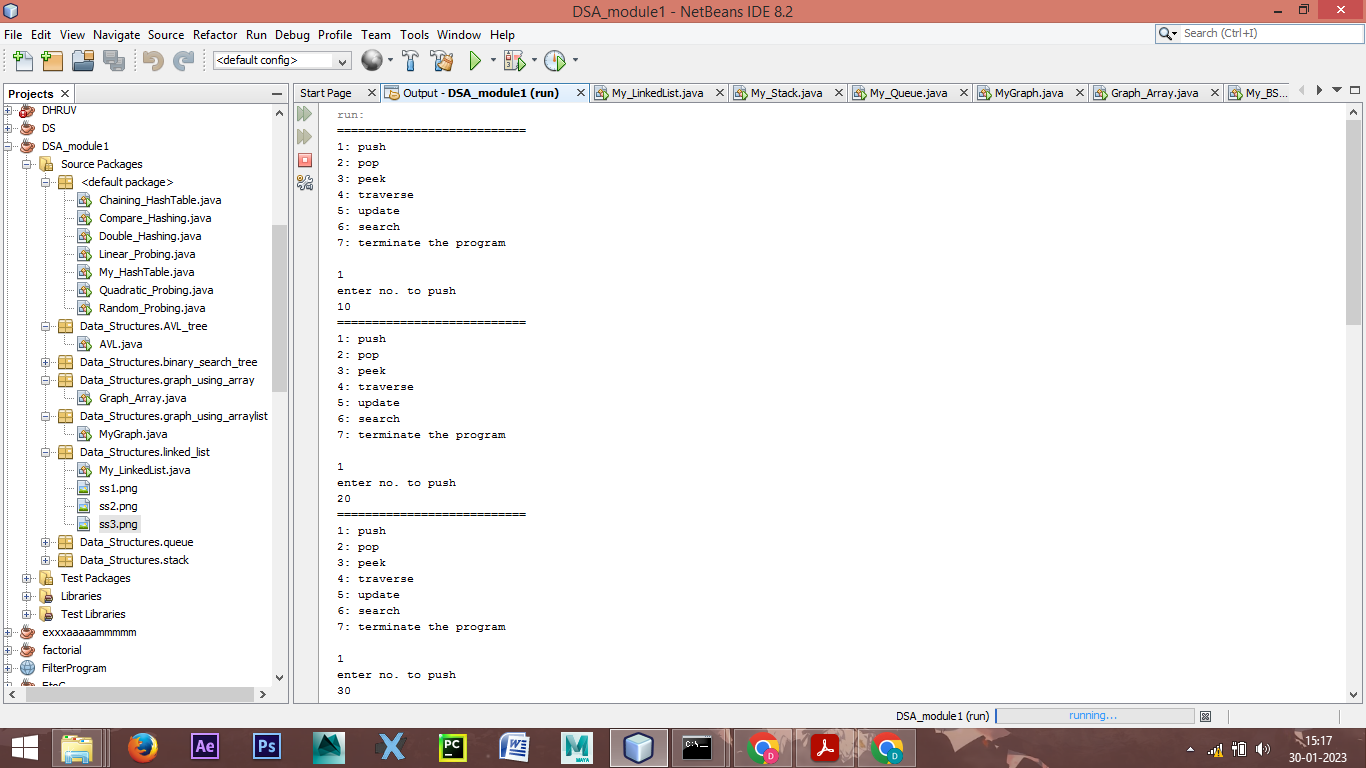 DSA_module1 - NetBeans IDE 8.2
File Edit View Navigate Source Refactor Run Debug Profile Team Tools Window Help
Search (Ctrl+I)
<default config>
Projects
Start Page
Output - DSA_module1 (run)
My_LinkedList.java
My_Stack.java
My_Queue.java
MyGraph.java
Graph_Array.java
My_BS...
DHRUV
DS
DSA_module1
Source Packages
<default package>
Chaining_HashTable.java
Compare_Hashing.java
Double_Hashing.java
Linear_Probing.java
My_HashTable.java
Quadratic_Probing.java
Random_Probing.java
Data_Structures.AVL_tree
AVL.java
Data_Structures.binary_search_tree
Data_Structures.graph_using_array
Graph_Array.java
Data_Structures.graph_using_arraylist
MyGraph.java
Data_Structures.linked_list
My_LinkedList.java
ss1.png
ss2.png
ss3.png
Data_Structures.queue
Data_Structures.stack
Test Packages
Libraries
Test Libraries
exxxaaaaammmmm
factorial
FilterProgram
run:
===========================
1: push
2: pop
3: peek
4: traverse
5: update
6: search
7: terminate the program
1
enter no. to push
10
===========================
1: push
2: pop
3: peek
4: traverse
5: update
6: search
7: terminate the program
1
enter no. to push
20
===========================
1: push
2: pop
3: peek
4: traverse
5: update
6: search
7: terminate the program
1
enter no. to push
30
DSA_module1 (run)
running...
Ae
Ps
PC
W
M
MAYA
C:\-
D
D
15:17
30-01-2023